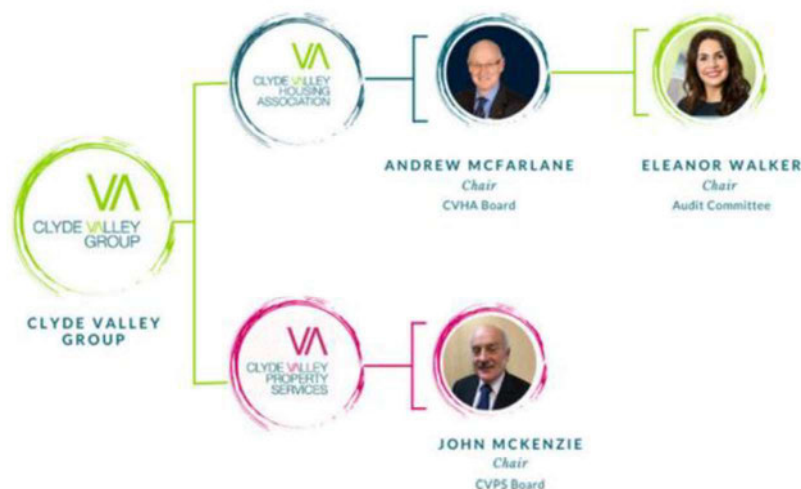 VA
CLYDE VALLEY
HOUSING
ASSOCIATION
ANDREW MCFARLANE
Chair
CVHA Board
ELEANOR WALKER
Chair
Audit Committee
VA
CLYDE VALLEY
GROUP
CLYDE VALLEY
GROUP
VA
CLYDE VALLEY
PROPERTY
SERVICES
JOHN MCKENZIE
Chair
CVPS Board